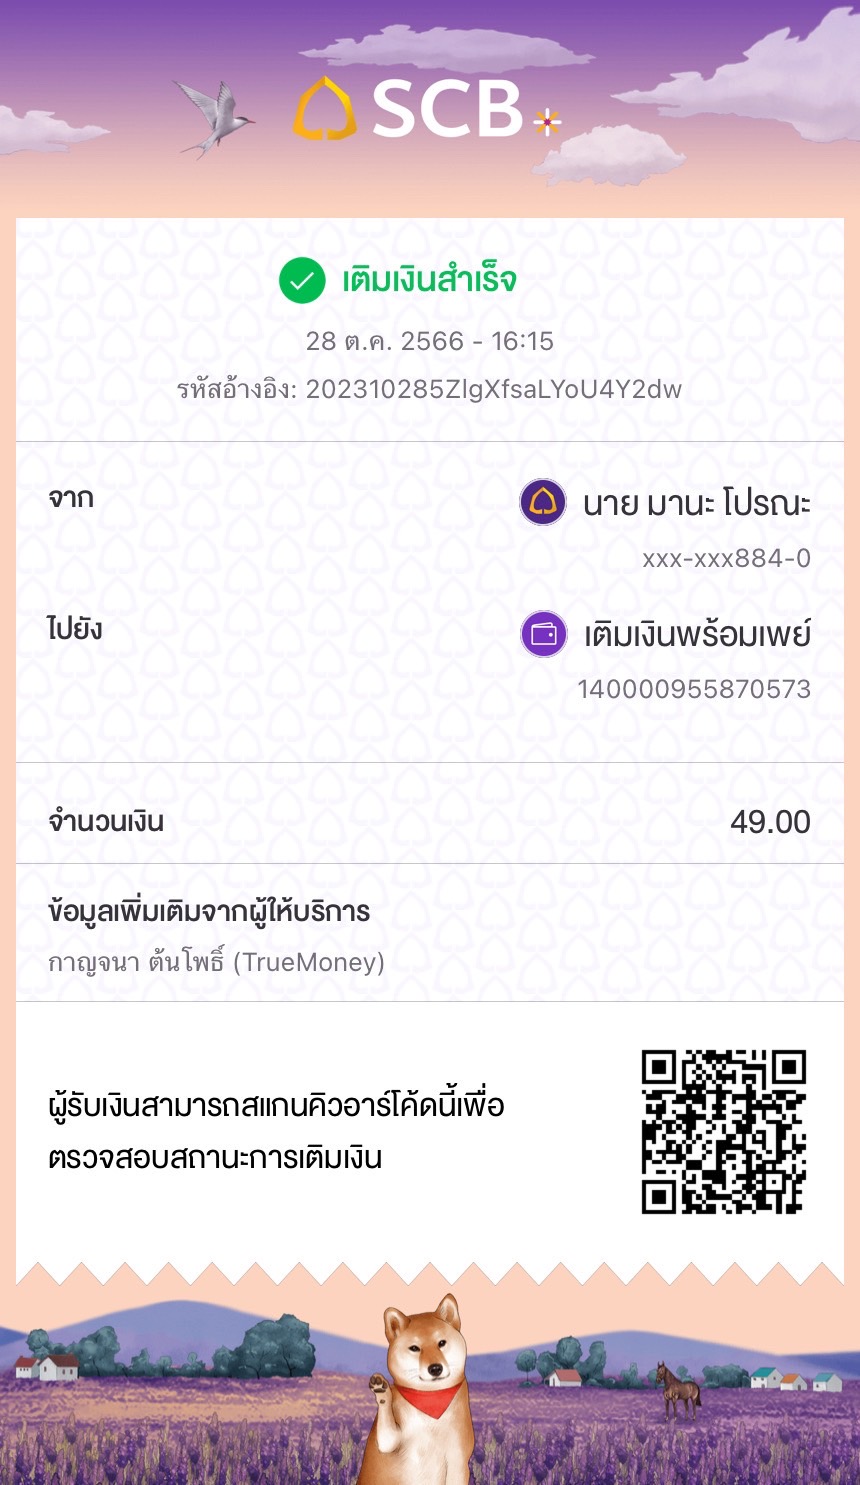 SCB
เติมเงินสำเร็จ
28 ต.ค. 2566 - 16:15
รหัสอ้างอิง: 202310285ZlgXfsaLYoU4Y2dw
จาก
นาย มานะ โปรณะ
xxx-xxx884-0
ไปยัง
เติมเงินพร้อมเพย์
140000955870573
จำนวนเงิน 49.00
ข้อมูลเพิ่มเติมจากผู้ให้บริการ
กาญจนา ต้นโพธิ์ (TrueMoney)
ผู้รับเงินสามารถสแกนคิวอาร์โค้ดนี้เพื่อ
ตรวจสอบสถานะการเติมเงิน